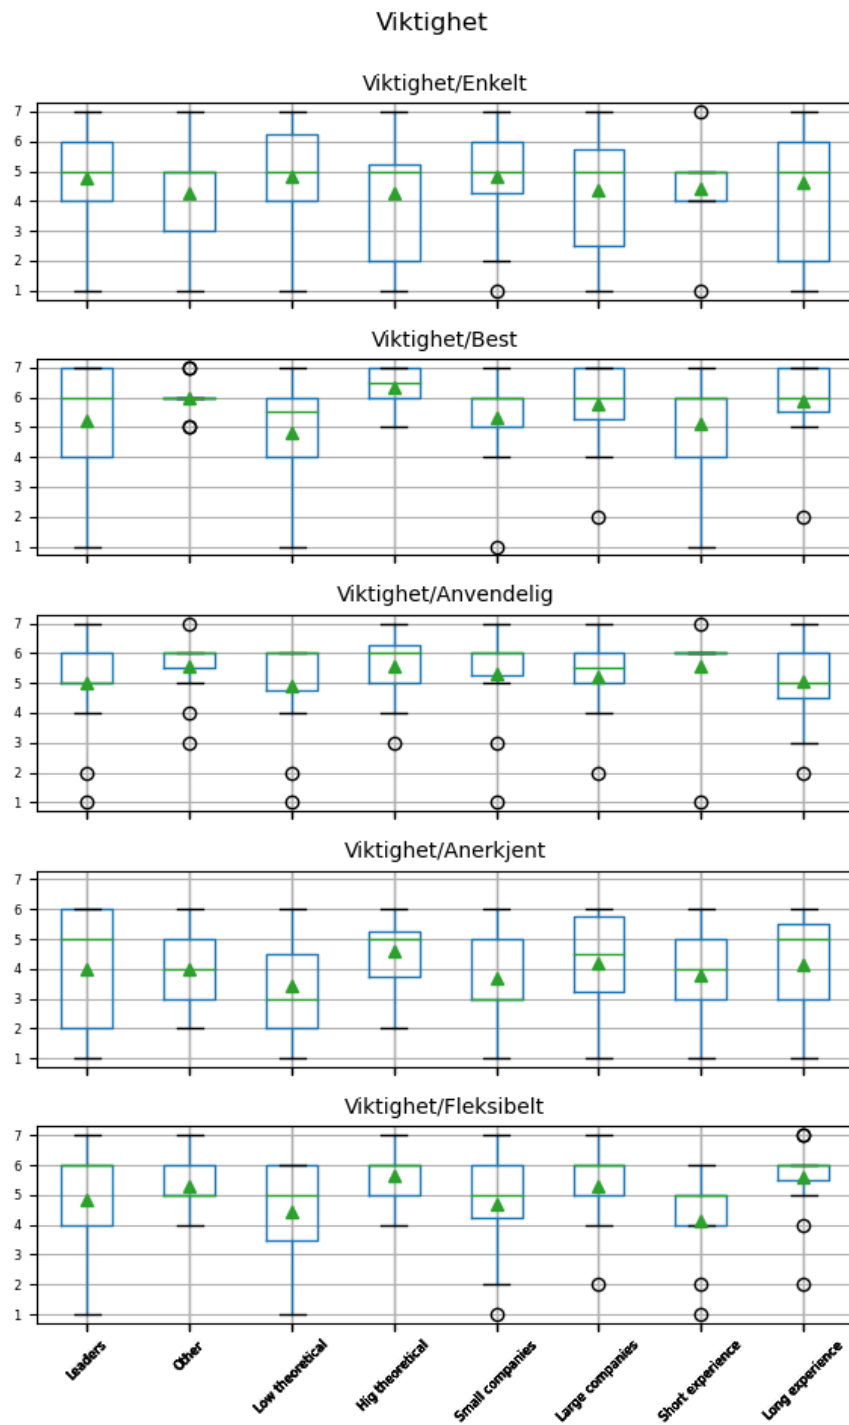 Viktighet
Viktighet/Enkelt
7
6
5
4
3
2
1
Viktighet/Best
7
6
5
4
3
2
1
Viktighet/Anvendelig
7
6
5
4
3
2
1
Viktighet/Anerkjent
7
6
5
4
3
2
1
Viktighet/Fleksibelt
7
6
5
4
3
2
1
Leaders
Other
Low theoretical
Hig theoretical
Small companies
Large companies
Short experience
Long experience